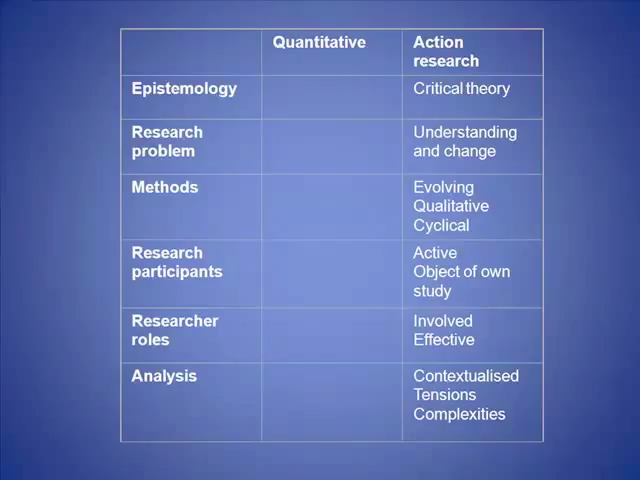 Quantitative
Action
research
Epistemology
Critical theory
Research
problem
Understanding
and change
Methods
Evolving
Qualitative
Cyclical
Research
participants
Active
Object of own
study
Researcher
roles
Involved
Effective
Analysis
Contextualised
Tensions
Complexities